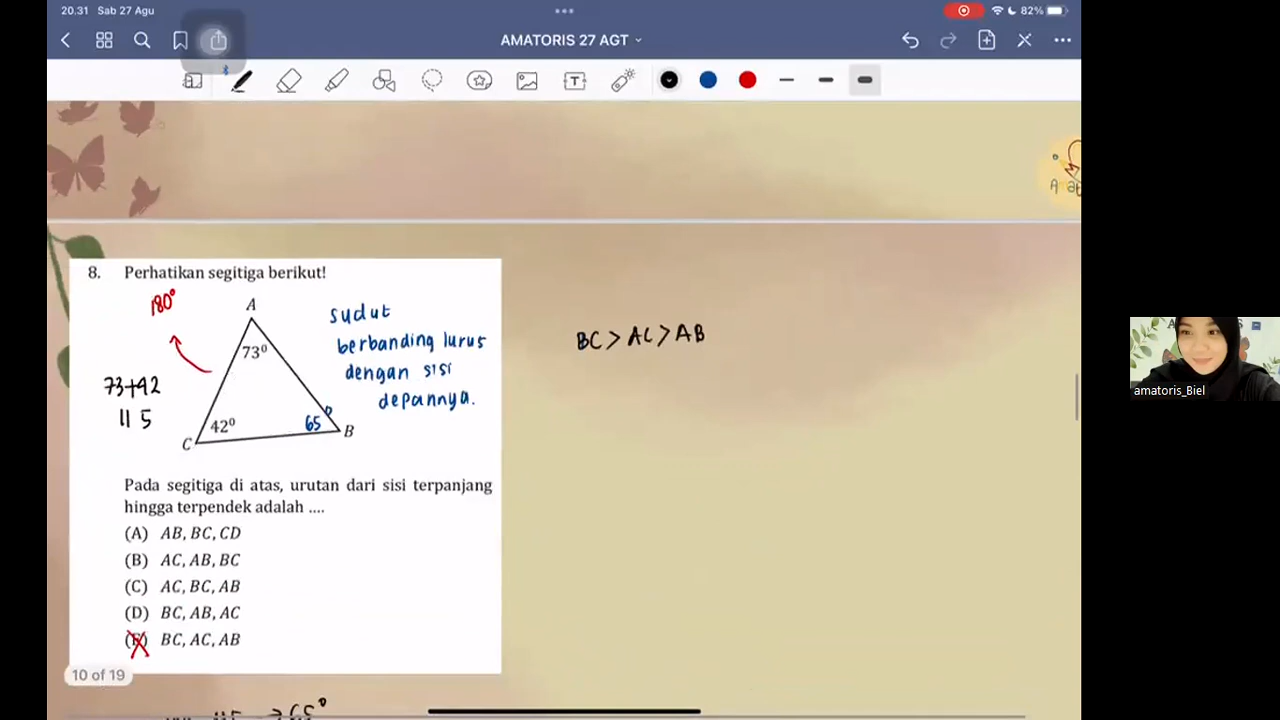 20.31 Sab 27 Agu
82%
AMATORIS 27 AGT
T
8. Perhatikan segitiga berikut!
180°
A
73⁰
sudut
berbanding lurus
dengan sisi
depannya.
BC > AC > AB
73+42
115
42⁰
65°
C
B
Pada segitiga di atas, urutan dari sisi terpanjang
hingga terpendek adalah ....
(A) AB, BC, CD
(B) AC, AB, BC
(C) AC, BC, AB
(D) BC, AB, AC
(E) BC, AC, AB
10 of 19
65°
amatoris_Biel